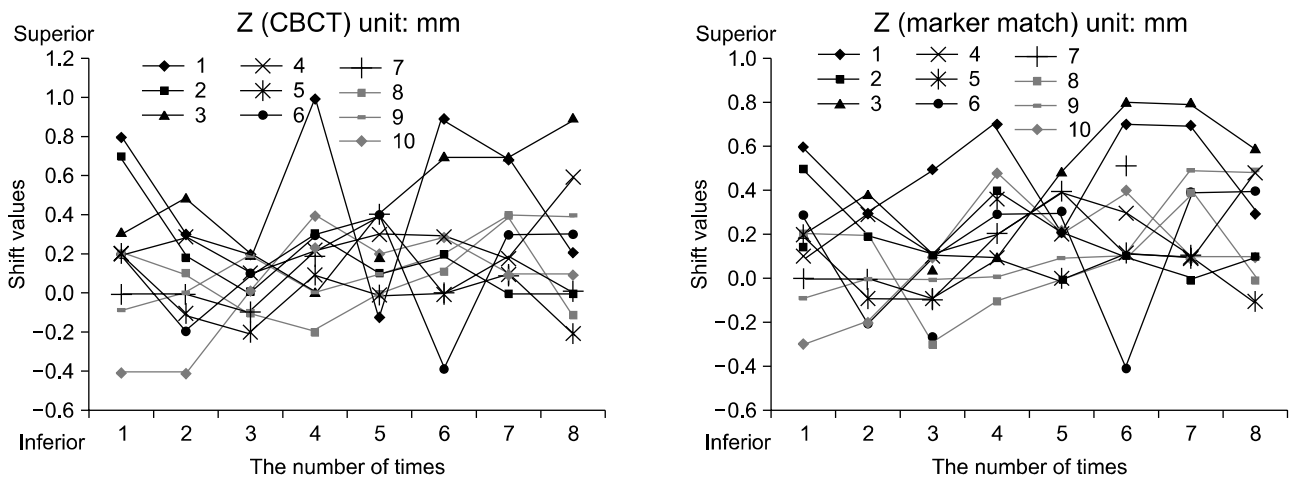 Z (CBCT) unit: mm
Superior
1.2
1.0
0.8
0.6
0.4
0.2
0.0
−0.2
−0.4
−0.6
Shift values
1 4 7
2 5 8
3 6 9
10
Inferior
1 2 3 4 5 6 7 8
The number of times
Z (marker match) unit: mm
Superior
1.0
0.8
0.6
0.4
0.2
0.0
−0.2
−0.4
−0.6
Shift values
1 4 7
2 5 8
3 6 9
10
Inferior
1 2 3 4 5 6 7 8
The number of times